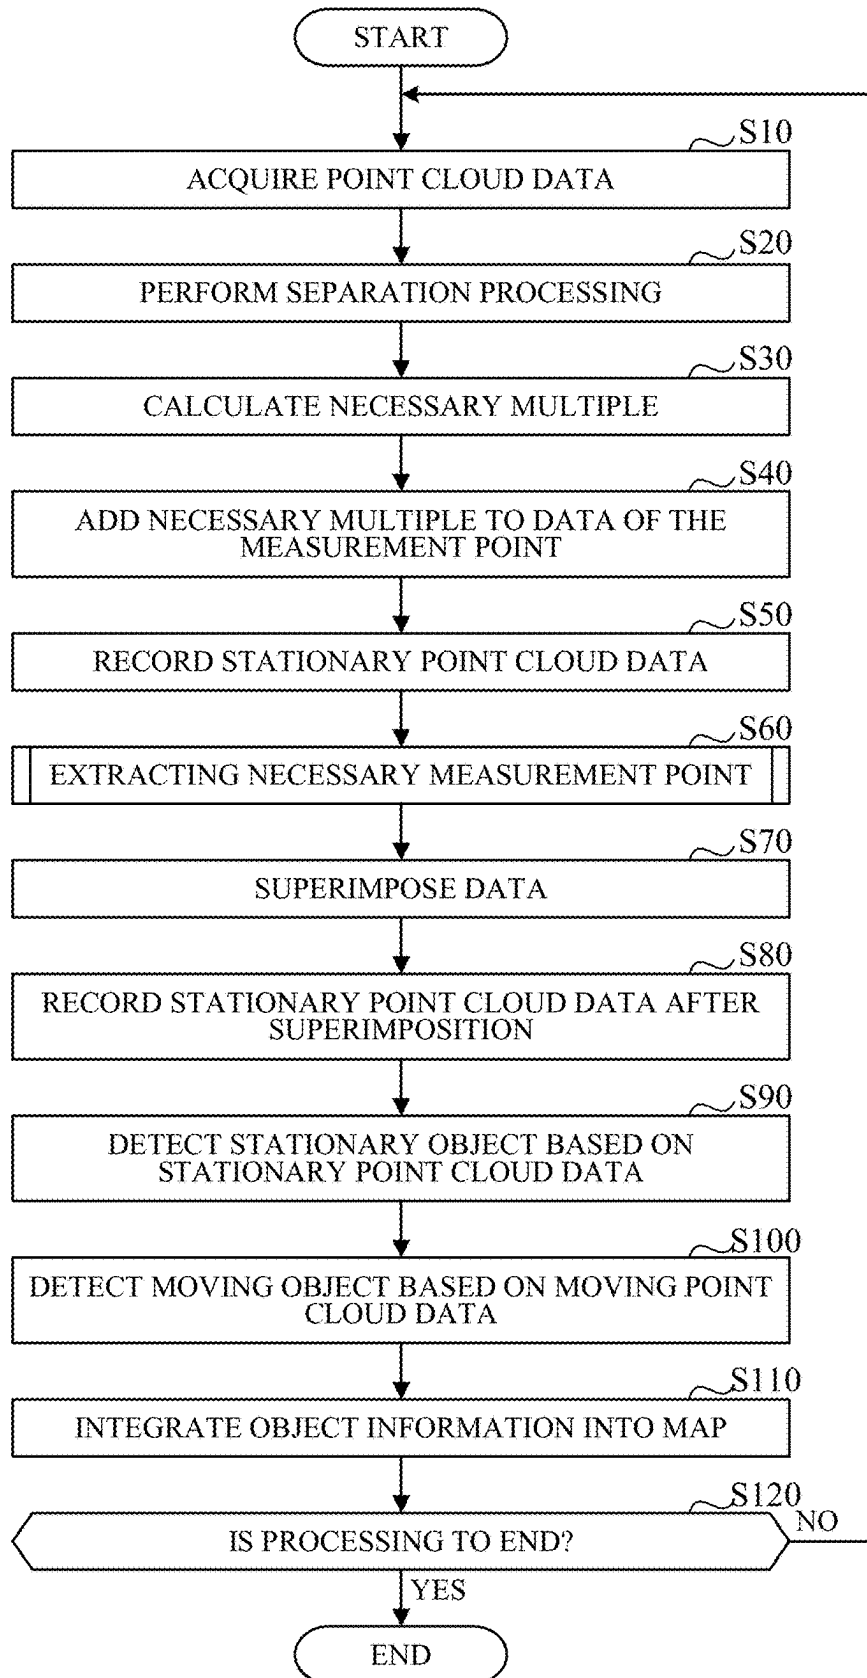 START
S10
ACQUIRE POINT CLOUD DATA
S20
PERFORM SEPARATION PROCESSING
S30
CALCULATE NECESSARY MULTIPLE
S40
ADD NECESSARY MULTIPLE TO DATA OF THE
MEASUREMENT POINT
S50
RECORD STATIONARY POINT CLOUD DATA
S60
EXTRACTING NECESSARY MEASUREMENT POINT
S70
SUPERIMPOSE DATA
S80
RECORD STATIONARY POINT CLOUD DATA AFTER
SUPERIMPOSITION
S90
DETECT STATIONARY OBJECT BASED ON
STATIONARY POINT CLOUD DATA
S100
DETECT MOVING OBJECT BASED ON MOVING POINT
CLOUD DATA
S110
INTEGRATE OBJECT INFORMATION INTO MAP
S120
IS PROCESSING TO END?
NO
YES
END